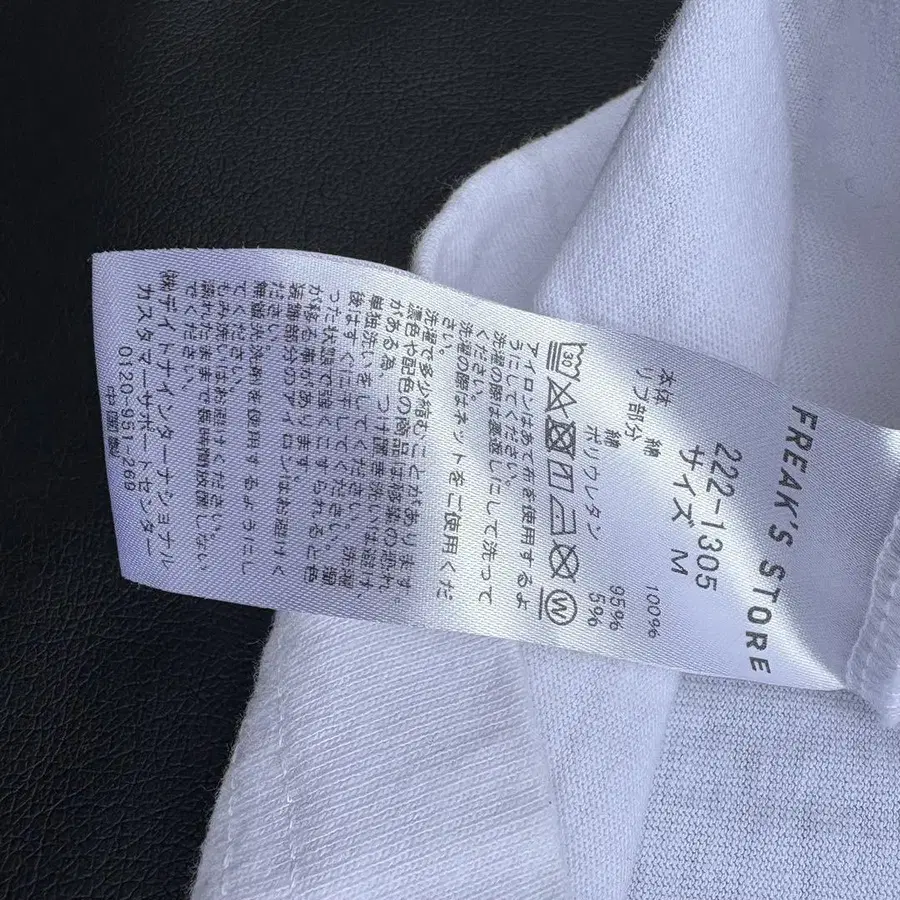 FREAK'S STORE
222-1305
サイズ M
本体 綿 100%
リブ部分
綿 95%
ポリウレタン 5%
30
W
アイロンはあて布を使用するよ
うにしてください。
洗濯の際は裏返しにして洗って
ください。
洗濯の際はネットをご使用くだ
さい。
洗濯で多少縮むことがあります。
濃色や配色の商品は移染の恐れ
がある為、つけ置き洗いは避け、
単独洗いをしてください。洗濯
後はすぐに干してください。濡
った状態で強くこすられると色
が移る事があります。
装飾部分のアイロンはお避けく
ださい。
無蛍光洗剤を使用するようにし
てください。
もみ洗いはお避けください。
濡れたままで長時間放置しない
でください。
㈱デイトナインターナショナル
カスタマーサポートセンター
0120-951-269
中国製